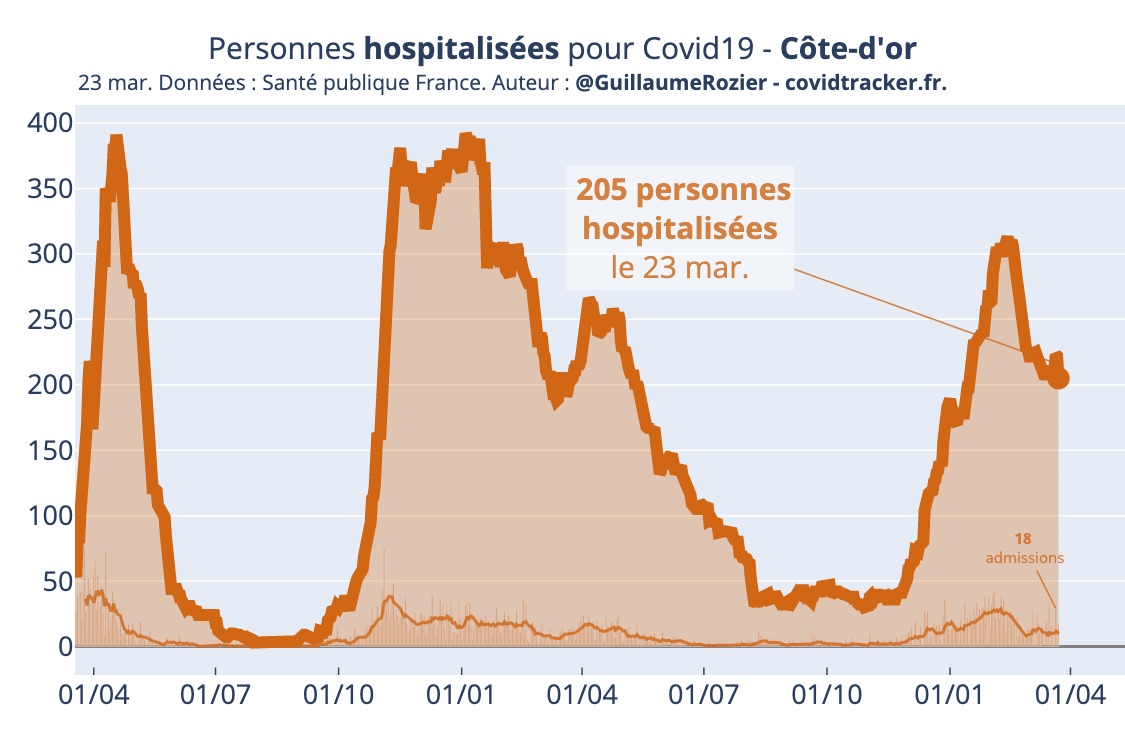 Personnes hospitalisées pour Covid19 - Côte-d'or
23 mar. Données : Santé publique France. Auteur : @GuillaumeRozier - covidtracker.fr.
400
350
300
250
200
150
100
50
0
205 personnes
hospitalisées
le 23 mar.
18
admissions
01/04 01/07 01/10 01/01 01/04 01/07 01/10 01/01 01/04